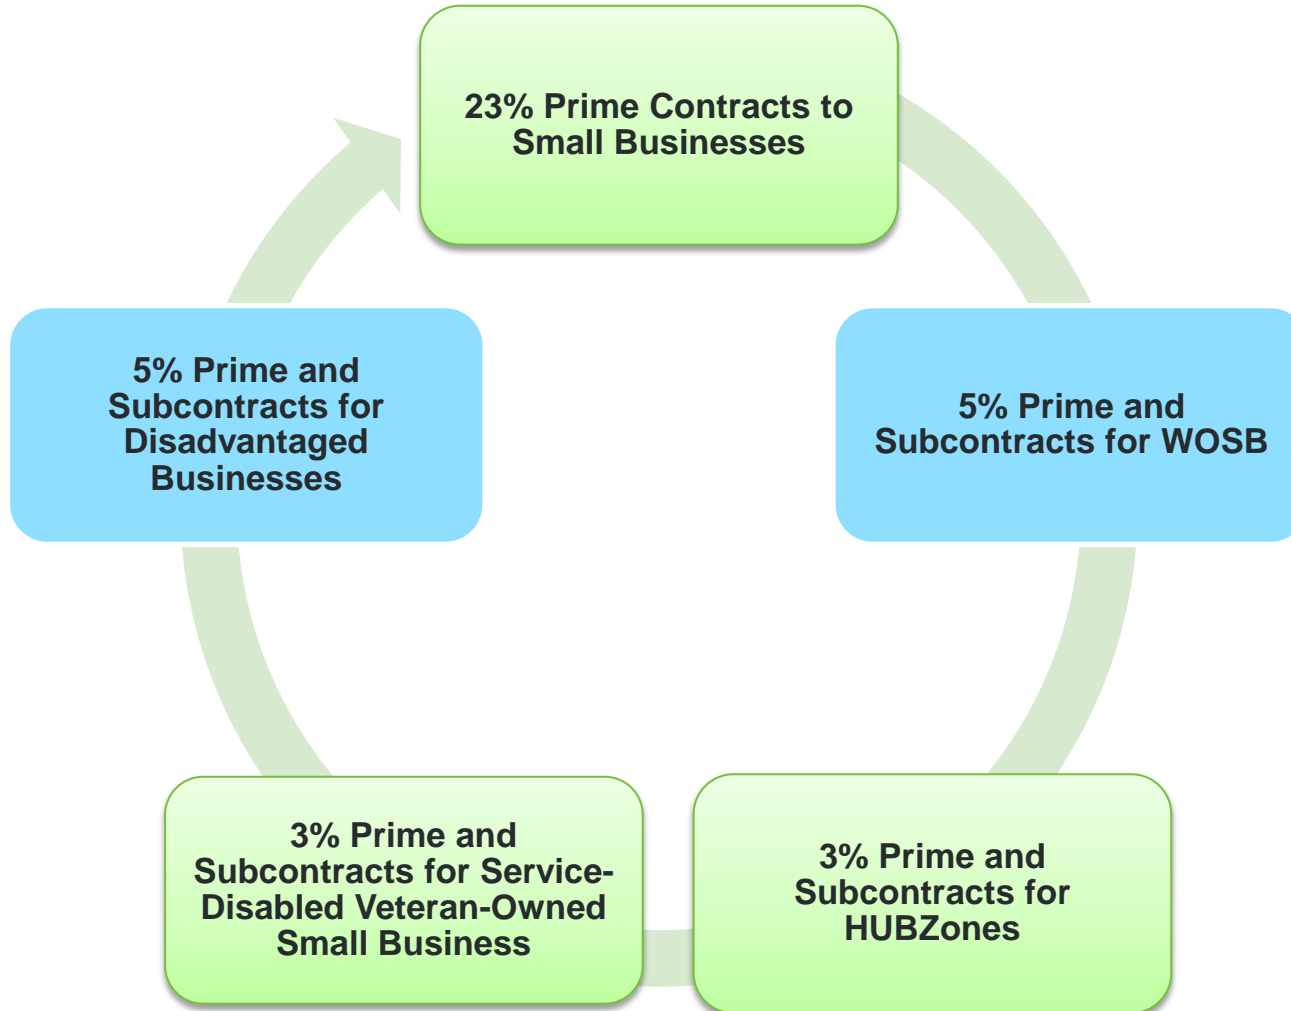 23% Prime Contracts to
Small Businesses
5% Prime and
Subcontracts for WOSB
3% Prime and
Subcontracts for
HUBZones
3% Prime and
Subcontracts for Service-
Disabled Veteran-Owned
Small Business
5% Prime and
Subcontracts for
Disadvantaged
Businesses